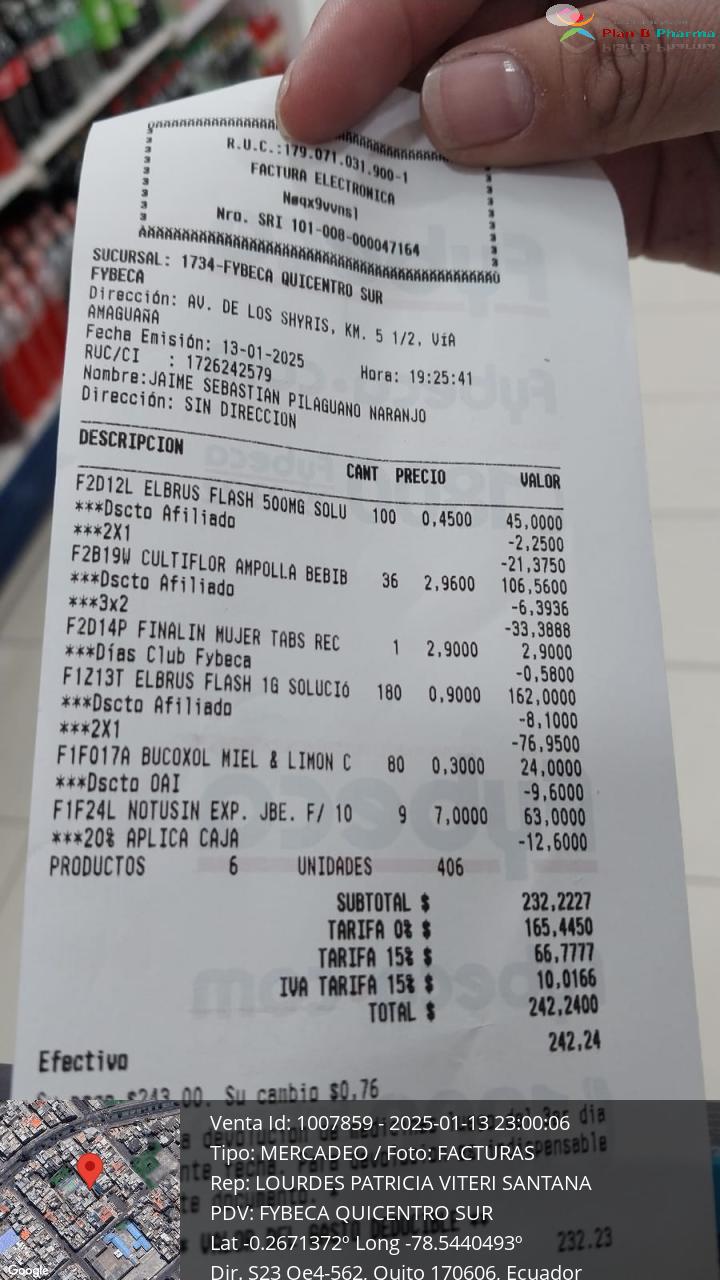 Plan B Pharma
R.U.C.:179.071.031.900-1
FACTURA ELECTRONICA
Nro. SRI 101-008-000047164
SUCURSAL: 1734-FYBECA QUICENTRO SUR
FYBECA
Dirección: AV. DE LOS SHYRIS, KM. 5 1/2, VíA
AMAGUAÑA
Fecha Emisión: 13-01-2025 Hora: 19:25:41
RUC/CI : 1726242579
Nombre:JAIME SEBASTIAN PILAGUANO NARANJO
Dirección: SIN DIRECCION
DESCRIPCION CANT PRECIO VALOR
F2D12L ELBRUS FLASH 500MG SOLU 100 0,4500 45,0000
***Dscto Afiliado -2,2500
***2X1 -21,3750
F2B19W CULTIFLOR AMPOLLA BEBIB 36 2,9600 106,5600
***Dscto Afiliado -6,3936
***3x2 -33,3888
F2D14P FINALIN MUJER TABS REC 1 2,9000 2,9000
***Días Club Fybeca -0,5800
F1Z13T ELBRUS FLASH 1G SOLUCIó 180 0,9000 162,0000
***Dscto Afiliado -8,1000
***2X1 -76,9500
F1F017A BUCOXOL MIEL & LIMON C 80 0,3000 24,0000
***Dscto OAI -9,6000
F1F24L NOTUSIN EXP. JBE. F/ 10 9 7,0000 63,0000
***20% APLICA CAJA -12,6000
PRODUCTOS 6 UNIDADES 406
SUBTOTAL $ 232,2227
TARIFA 0% $ 165,4450
TARIFA 15% $ 66,7777
IVA TARIFA 15% $ 10,0166
TOTAL $ 242,2400
Efectivo 242,24
$243,00. Su cambio $0,76
232.23
Venta Id: 1007859 - 2025-01-13 23:00:06
Tipo: MERCADEO / Foto: FACTURAS
Rep: LOURDES PATRICIA VITERI SANTANA
PDV: FYBECA QUICENTRO SUR
Lat -0.2671372º Long -78.5440493º
Dir. S23 Oe4-562, Quito 170606, Ecuador
Google